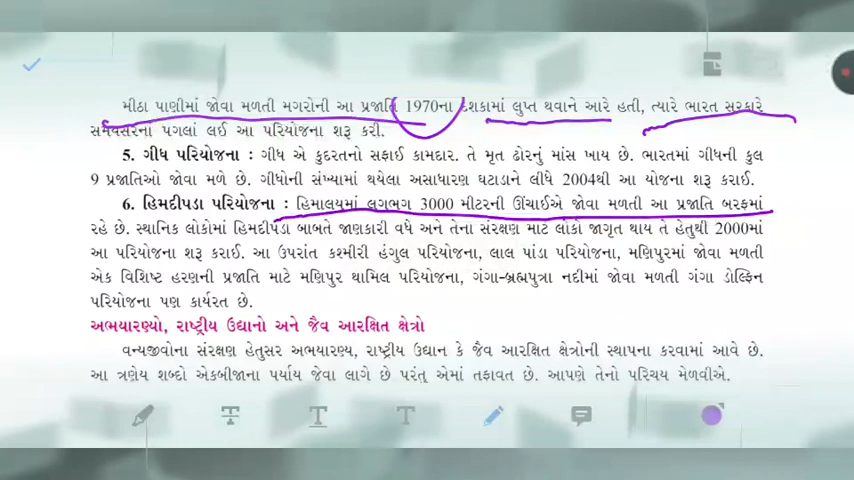 મીઠા પાણીમાં જોવા મળતી મગરોની આ પ્રજાતિ 1970ના દશકામાં લુપ્ત થવાને આરે હતી, ત્યારે ભારત સરકારે
સમયસરના પગલાં લઈ આ પરિયોજના શરૂ કરી.
5. ગીધ પરિયોજના : ગીધ એ કુદરતનો સફાઈ કામદાર. તે મૃત ઢોરનું માંસ ખાય છે. ભારતમાં ગીધની કુલ
9 પ્રજાતિઓ જોવા મળે છે. ગીધોની સંખ્યામાં થયેલા અસાધારણ ઘટાડાને લીધે 2004થી આ યોજના શરૂ કરાઈ.
6. હિમદીપડા પરિયોજના : હિમાલયમાં લગભગ 3000 મીટરની ઊંચાઈએ જોવા મળતી આ પ્રજાતિ બરફમાં
રહે છે. સ્થાનિક લોકોમાં હિમદીપડા બાબતે જાણકારી વધે અને તેના સંરક્ષણ માટે લોકો જાગૃત થાય તે હેતુથી 2000માં
આ પરિયોજના શરૂ કરાઈ. આ ઉપરાંત કશ્મીરી હંગુલ પરિયોજના, લાલ પાંડા પરિયોજના, મણિપુરમાં જોવા મળતી
એક વિશિષ્ટ હરણની પ્રજાતિ માટે મણિપુર થામિલ પરિયોજના, ગંગા-બ્રહ્મપુત્રા નદીમાં જોવા મળતી ગંગા ડોલ્ફિન
પરિયોજના પણ કાર્યરત છે.
અભયારણ્યો, રાષ્ટ્રીય ઉદ્યાનો અને જૈવ આરક્ષિત ક્ષેત્રો
વન્યજીવોના સંરક્ષણ હેતુસર અભયારણ્ય, રાષ્ટ્રીય ઉદ્યાન કે જૈવ આરક્ષિત ક્ષેત્રોની સ્થાપના કરવામાં આવે છે.
આ ત્રણેય શબ્દો એકબીજાના પર્યાય જેવા લાગે છે પરંતુ એમાં તફાવત છે. આપણે તેનો પરિચય મેળવીએ.